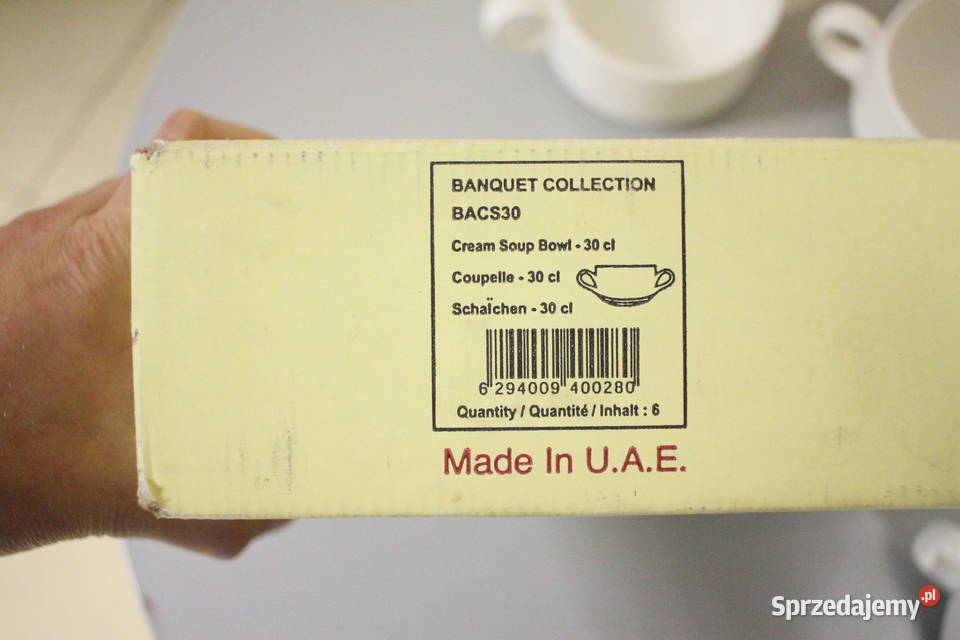 BANQUET COLLECTION
BACS30
Cream Soup Bowl - 30 cl
Coupelle - 30 cl
Schaïchen - 30 cl
6 294009 400280
Quantity / Quantité / Inhalt : 6
Made In U.A.E.
Sprzedajemy.pl